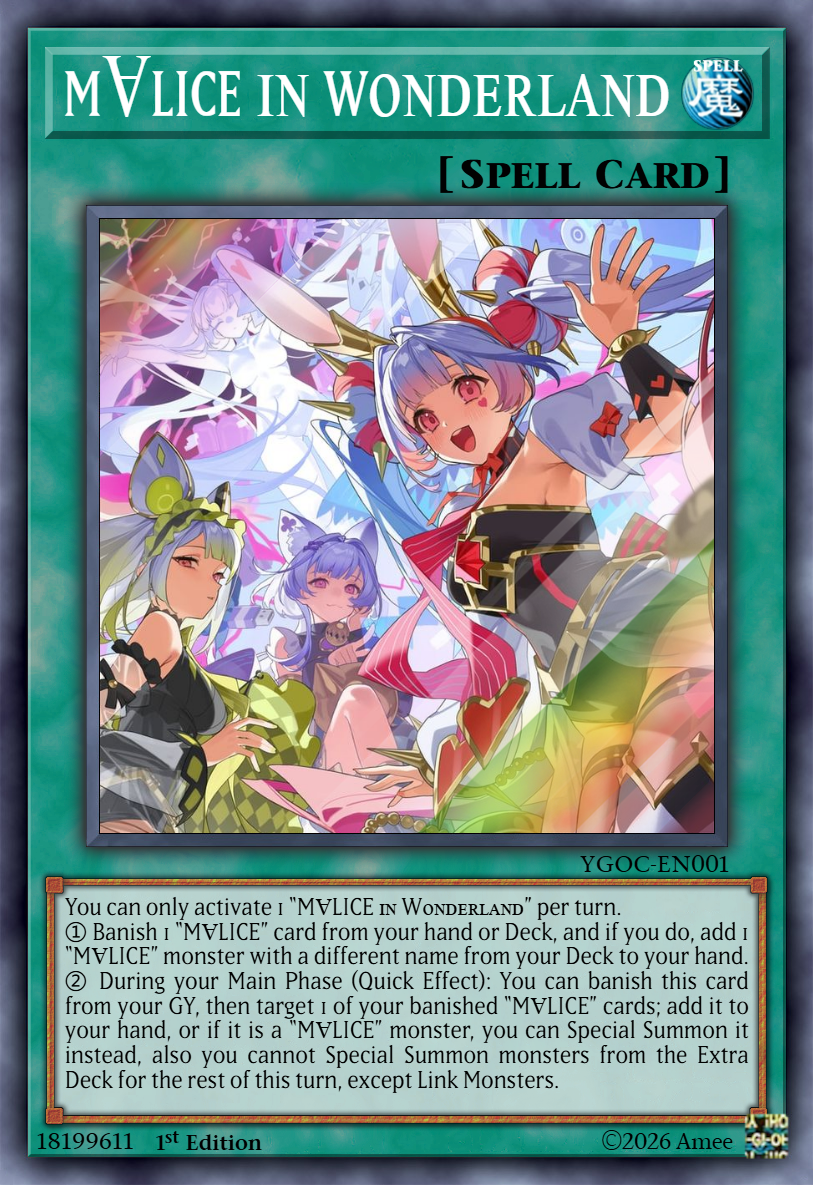 M∀LICE IN WONDERLAND
SPELL
魔
[SPELL CARD]
YGOC-EN001
You can only activate 1 "M∀LICE IN WONDERLAND" per turn.
① Banish 1 "M∀LICE" card from your hand or Deck, and if you do, add 1
"M∀LICE" monster with a different name from your Deck to your hand.
② During your Main Phase (Quick Effect): You can banish this card
from your GY, then target 1 of your banished "M∀LICE" cards; add it to
your hand, or if it is a "M∀LICE" monster, you can Special Summon it
instead, also you cannot Special Summon monsters from the Extra
Deck for the rest of this turn, except Link Monsters.
18199611 1st Edition ©2026 Amee